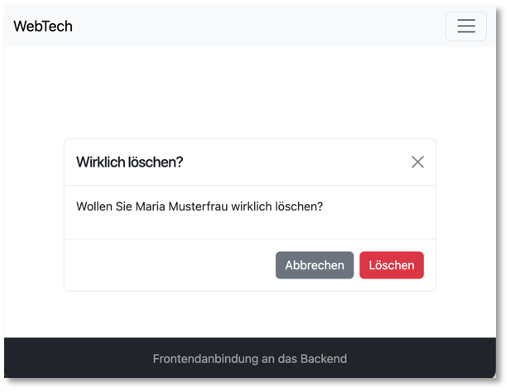 WebTech
Wirklich löschen?
Wollen Sie Maria Musterfrau wirklich löschen?
Abbrechen Löschen
Frontendanbindung an das Backend